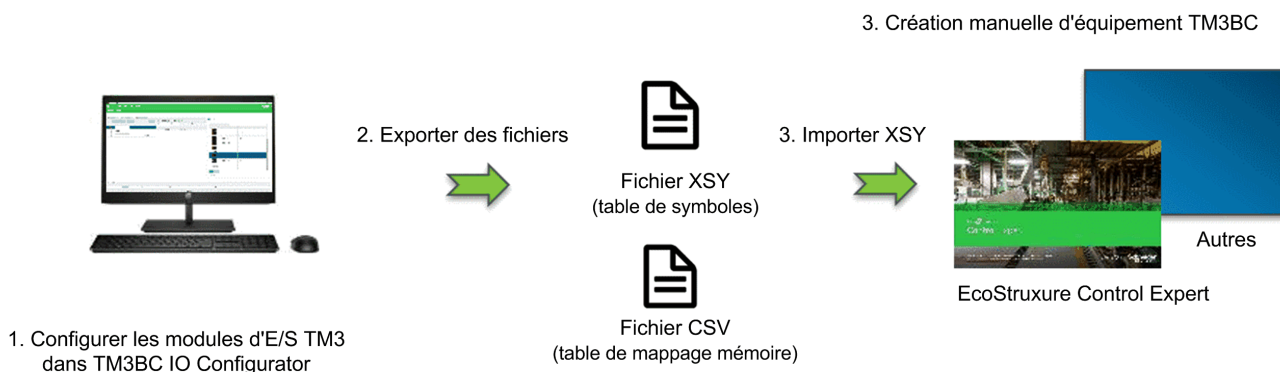 3. Création manuelle d'équipement TM3BC
2. Exporter des fichiers
3. Importer XSY
Fichier XSY
(table de symboles)
Autres
EcoStruxure Control Expert
Fichier CSV
(table de mappage mémoire)
1. Configurer les modules d'E/S TM3
dans TM3BC IO Configurator